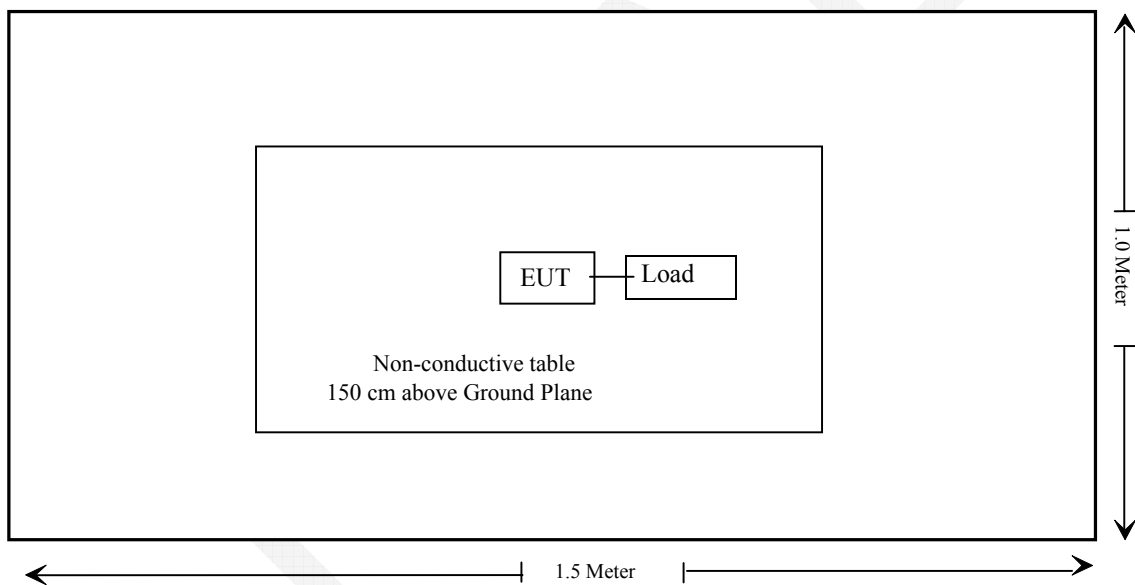 EUT
Load
1.0 Meter
Non-conductive table
150 cm above Ground Plane
1.5 Meter